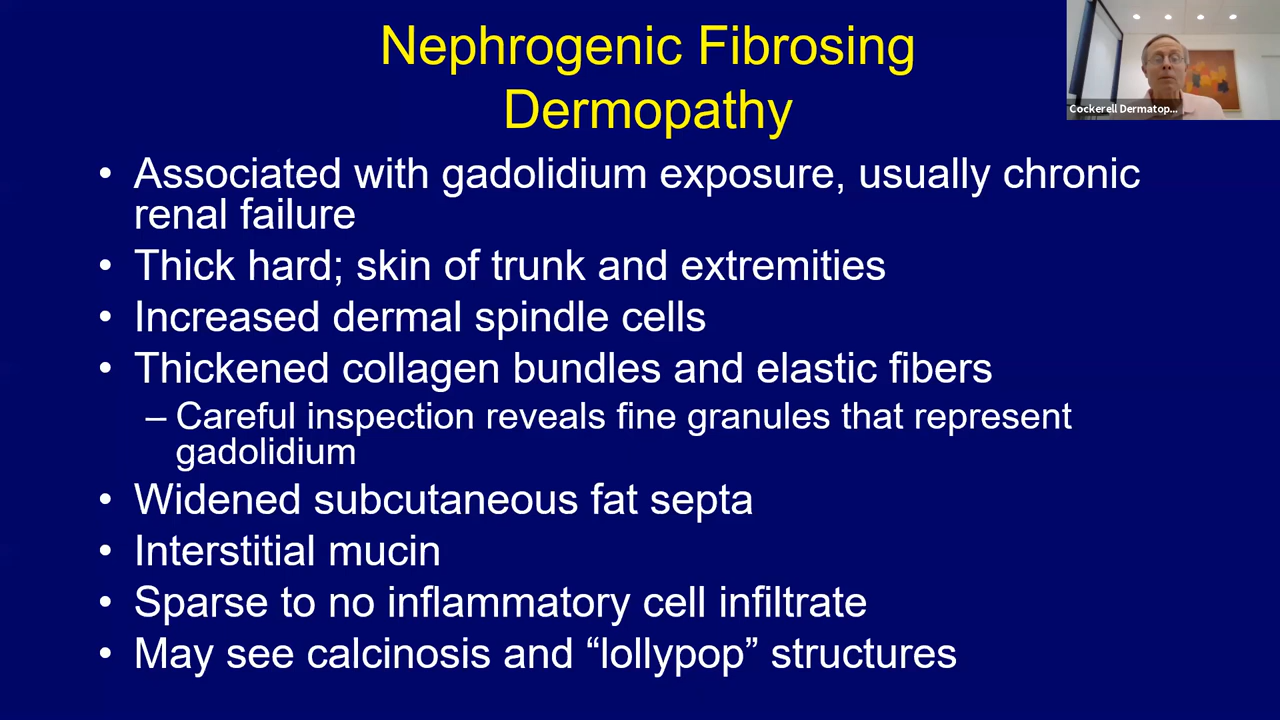 Nephrogenic Fibrosing
Dermopathy
Cockerell Dermatop...
• Associated with gadolidium exposure, usually chronic
renal failure
• Thick hard; skin of trunk and extremities
• Increased dermal spindle cells
• Thickened collagen bundles and elastic fibers
– Careful inspection reveals fine granules that represent
gadolidium
• Widened subcutaneous fat septa
• Interstitial mucin
• Sparse to no inflammatory cell infiltrate
• May see calcinosis and “lollypop” structures